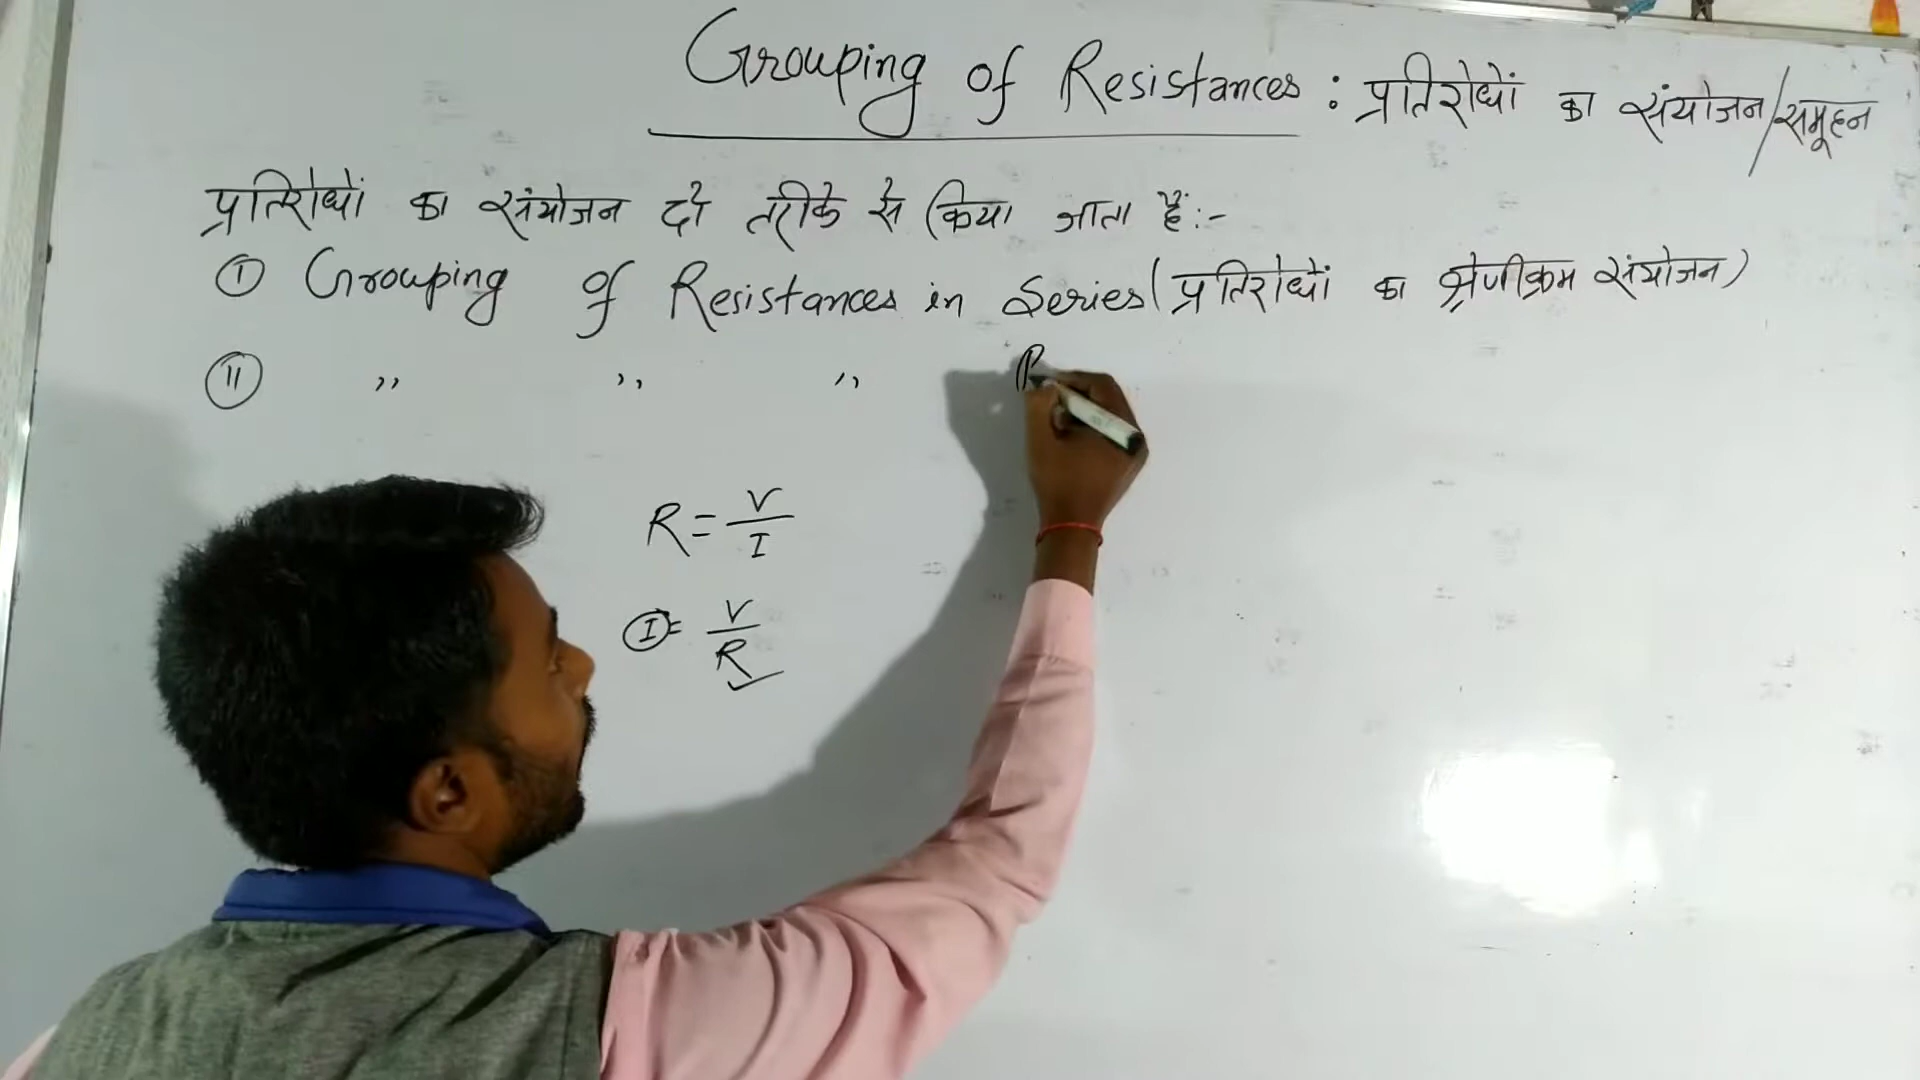 Grouping of Resistances : प्रतिरोधों का संयोजन/समूहन
प्रतिरोधों का संयोजन दो तरीके से किया जाता हैं:-
① Grouping of Resistances in Series (प्रतिरोधों का श्रेणीक्रम संयोजन)
⑪ ,, ,, ,, P
R = V/I
Ⓘ = V/R